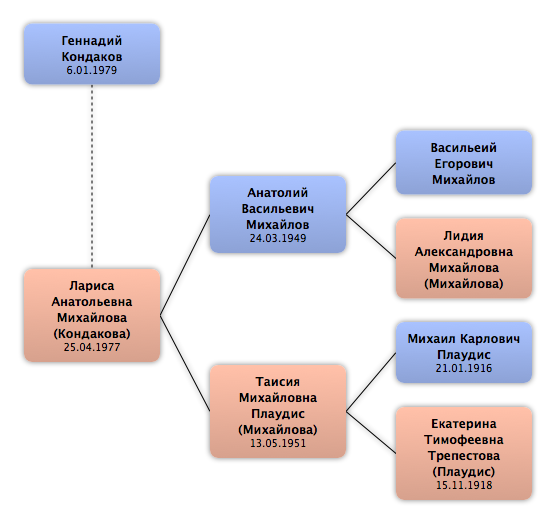 Геннадий
Кондаков
6.01.1979
Васильеий
Егорович
Михайлов
Анатолий
Васильевич
Михайлов
24.03.1949
Лидия
Александровна
Михайлова
(Михайлова)
Лариса
Анатольевна
Михайлова
(Кондакова)
25.04.1977
Михаил Карлович
Плаудис
21.01.1916
Таисия
Михайловна
Плаудис
(Михайлова)
13.05.1951
Екатерина
Тимофеевна
Трепестова
(Плаудис)
15.11.1918